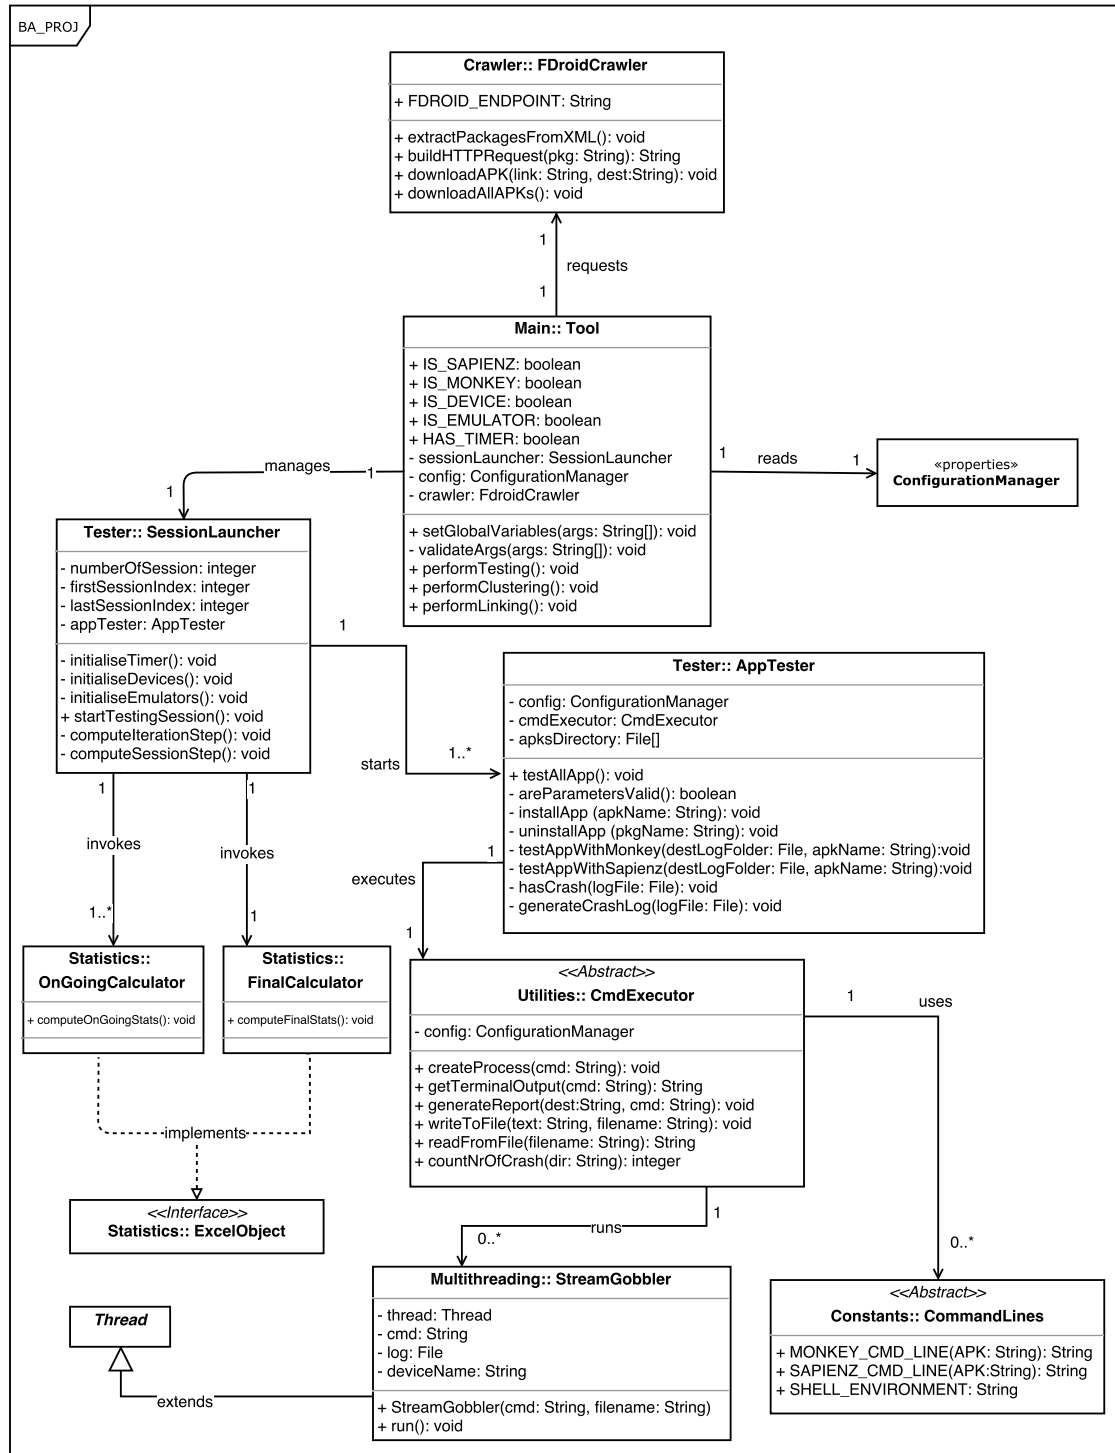 BA_PROJ
Crawler:: FDroidCrawler
+ FDROID_ENDPOINT: String
+ extractPackagesFromXML(): void
+ buildHTTPRequest(pkg: String): String
+ downloadAPK(link: String, dest:String): void
+ downloadAllAPKs(): void
1
requests
1
Main:: Tool
+ IS_SAPIENZ: boolean
+ IS_MONKEY: boolean
+ IS_DEVICE: boolean
+ IS_EMULATOR: boolean
+ HAS_TIMER: boolean
- sessionLauncher: SessionLauncher
- config: ConfigurationManager
- crawler: FdroidCrawler
+ setGlobalVariables(args: String[]): void
- validateArgs(args: String[]): void
+ performTesting(): void
+ performClustering(): void
+ performLinking(): void
1
reads
1
«properties»
ConfigurationManager
manages
1
1
Tester:: SessionLauncher
- numberOfSession: integer
- firstSessionIndex: integer
- lastSessionIndex: integer
- appTester: AppTester
- initialiseTimer(): void
- initialiseDevices(): void
- initialiseEmulators(): void
+ startTestingSession(): void
- computeIterationStep(): void
- computeSessionStep(): void
1
starts
1..*
Tester:: AppTester
- config: ConfigurationManager
- cmdExecutor: CmdExecutor
- apksDirectory: File[]
+ testAllApp(): void
- areParametersValid(): boolean
- installApp (apkName: String): void
- uninstallApp (pkgName: String): void
- testAppWithMonkey(destLogFolder: File, apkName: String):void
- testAppWithSapienz(destLogFolder: File, apkName: String):void
- hasCrash(logFile: File): void
- generateCrashLog(logFile: File): void
1
invokes
1..*
1
invokes
1
1
executes
1
Statistics::
OnGoingCalculator
+ computeOnGoingStats(): void
Statistics::
FinalCalculator
+ computeFinalStats(): void
implements
<<Interface>>
Statistics:: ExcelObject
<<Abstract>>
Utilities:: CmdExecutor
- config: ConfigurationManager
+ createProcess(cmd: String): void
+ getTerminalOutput(cmd: String): String
+ generateReport(dest:String, cmd: String): void
+ writeToFile(text: String, filename: String): void
+ readFromFile(filename: String): String
+ countNrOfCrash(dir: String): integer
1
uses
0..*
1
runs
0..*
Multithreading:: StreamGobbler
- thread: Thread
- cmd: String
- log: File
- deviceName: String
+ StreamGobbler(cmd: String, filename: String)
+ run(): void
Thread
extends
<<Abstract>>
Constants:: CommandLines
+ MONKEY_CMD_LINE(APK: String): String
+ SAPIENZ_CMD_LINE(APK:String): String
+ SHELL_ENVIRONMENT: String